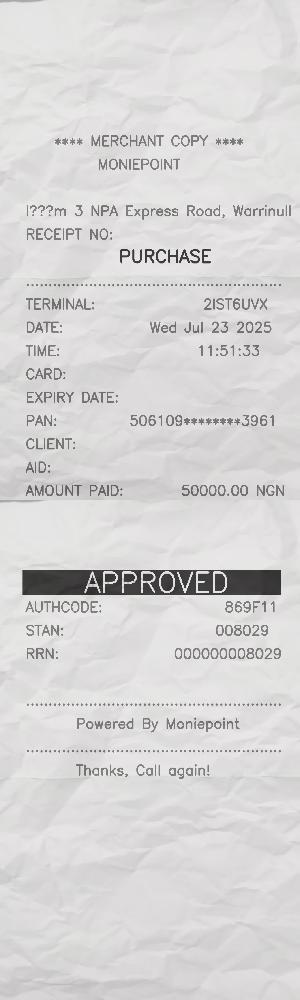 **** MERCHANT COPY ****
MONIEPOINT
l???m 3 NPA Express Road, Warrinull
RECEIPT NO:
PURCHASE
TERMINAL: 2IST6UVX
DATE: Wed Jul 23 2025
TIME: 11:51:33
CARD:
EXPIRY DATE:
PAN: 506109********3961
CLIENT:
AID:
AMOUNT PAID: 50000.00 NGN
APPROVED
AUTHCODE: 869F11
STAN: 008029
RRN: 000000008029
Powered By Moniepoint
Thanks, Call again!